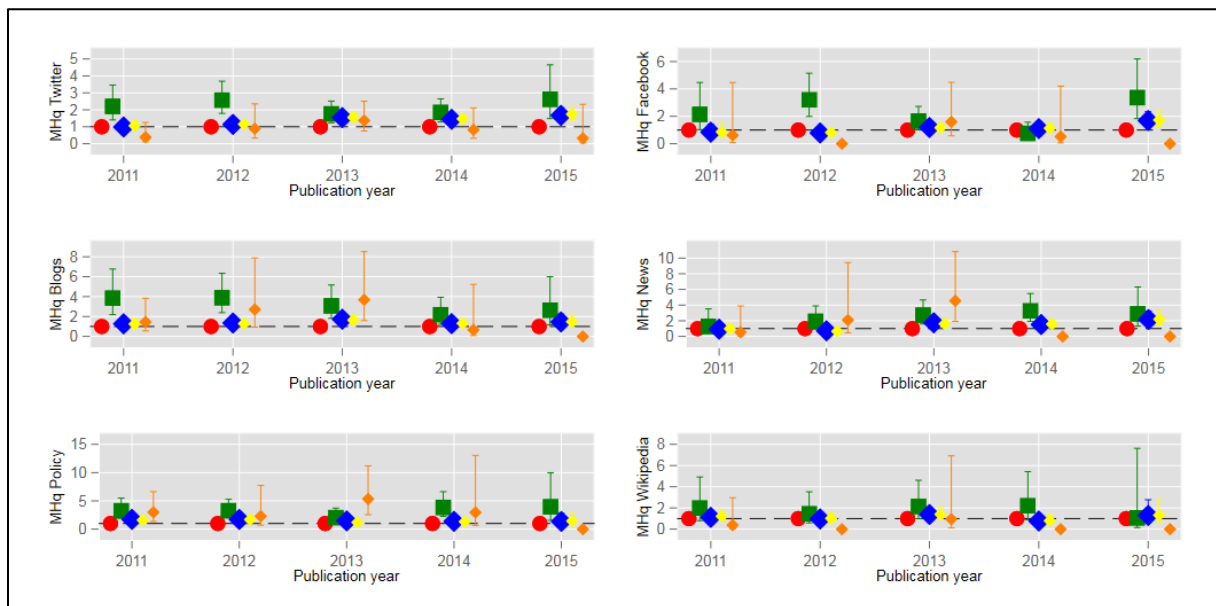 MHq Twitter
5
4
3
2
1
0
2011 2012 2013 2014 2015
Publication year
MHq Facebook
6
4
2
0
2011 2012 2013 2014 2015
Publication year
MHq Blogs
8
6
4
2
0
2011 2012 2013 2014 2015
Publication year
MHq News
10
8
6
4
2
0
2011 2012 2013 2014 2015
Publication year
MHq Policy
15
10
5
0
2011 2012 2013 2014 2015
Publication year
MHq Wikipedia
8
6
4
2
0
2011 2012 2013 2014 2015
Publication year